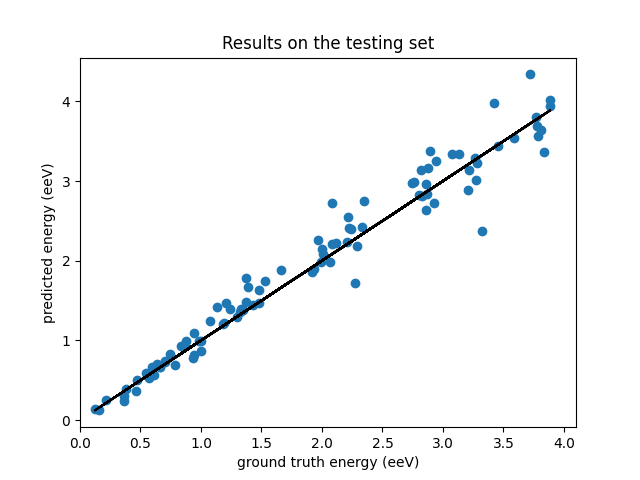 Results on the testing set
predicted energy (eeV)
4
3
2
1
0
0.0 0.5 1.0 1.5 2.0 2.5 3.0 3.5 4.0
ground truth energy (eeV)